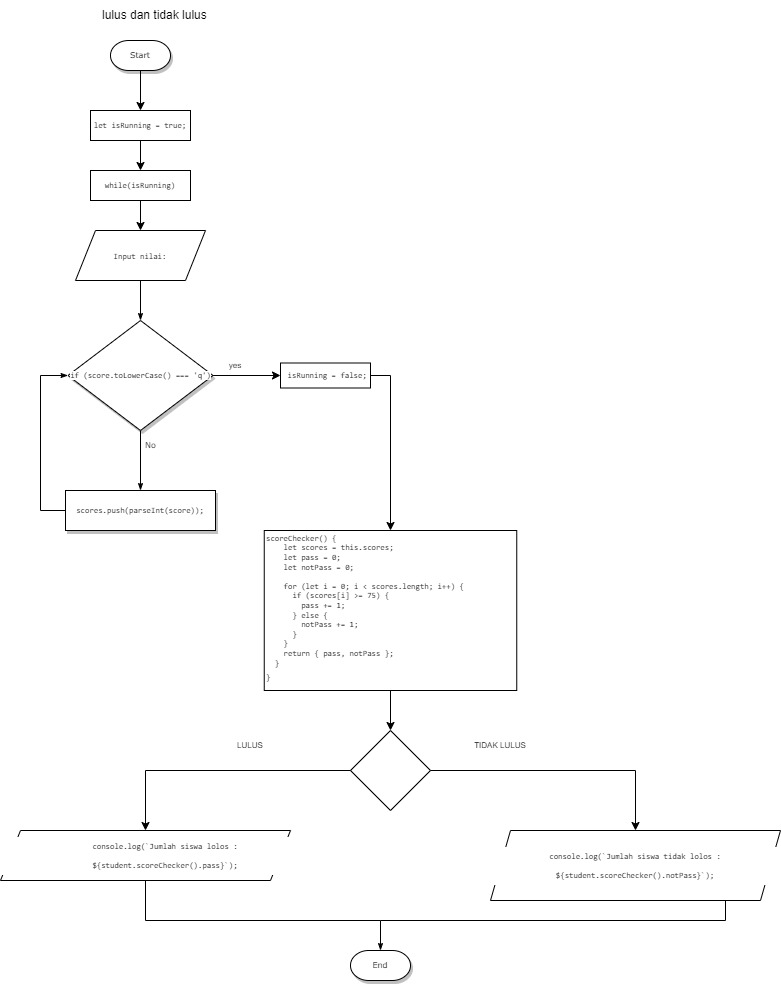 lulus dan tidak lulus
Start
let isRunning = true;
while(isRunning)
Input nilai:
if (score.toLowerCase() === 'q')
yes
isRunning = false;
No
scores.push(parseInt(score));
scoreChecker() {
let scores = this.scores;
let pass = 0;
let notPass = 0;
for (let i = 0; i < scores.length; i++) {
if (scores[i] >= 75) {
pass += 1;
} else {
notPass += 1;
}
}
return { pass, notPass };
}
}
LULUS
TIDAK LULUS
console.log(`Jumlah siswa lolos :
${student.scoreChecker().pass}`);
console.log(`Jumlah siswa tidak lolos :
${student.scoreChecker().notPass}`);
End